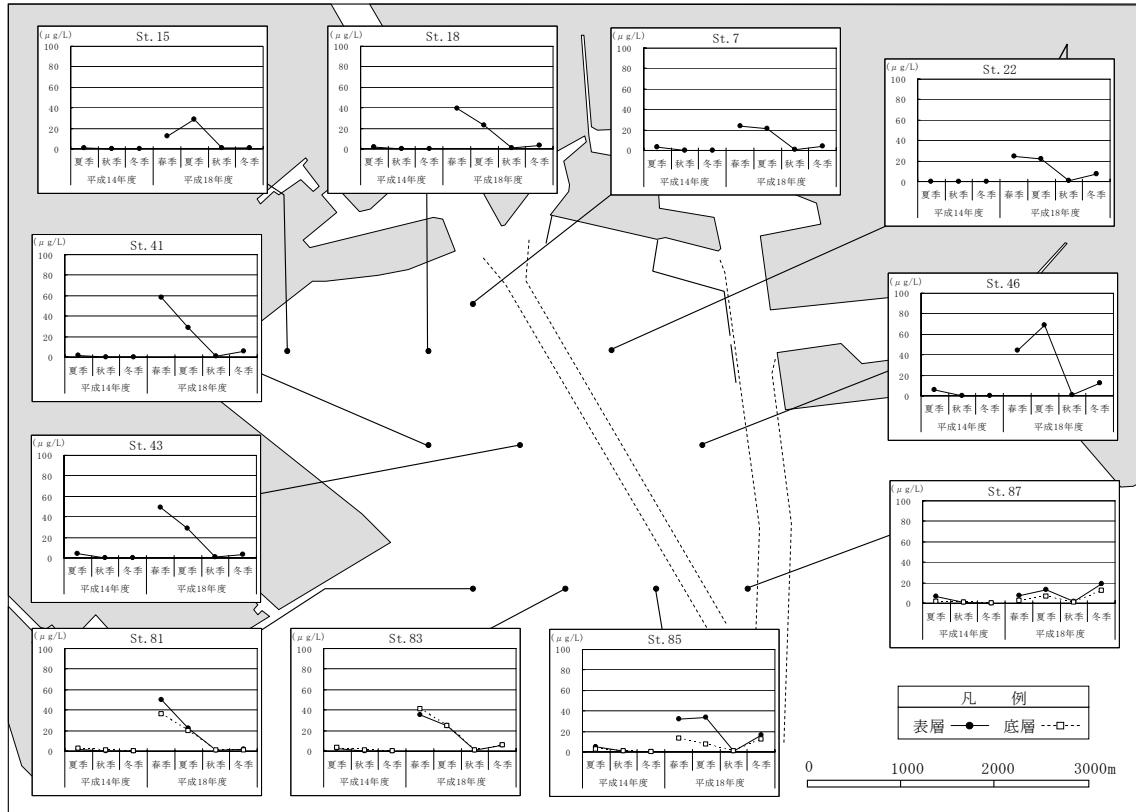 (μg/L)
St.15
100
80
60
40
20
0
夏季 秋季 冬季 春季 夏季 秋季 冬季
平成14年度 平成18年度
(μg/L)
St.18
100
80
60
40
20
0
夏季 秋季 冬季 春季 夏季 秋季 冬季
平成14年度 平成18年度
(μg/L)
St.7
100
80
60
40
20
0
夏季 秋季 冬季 春季 夏季 秋季 冬季
平成14年度 平成18年度
(μg/L)
St.22
100
80
60
40
20
0
夏季 秋季 冬季 春季 夏季 秋季 冬季
平成14年度 平成18年度
(μg/L)
St.41
100
80
60
40
20
0
夏季 秋季 冬季 春季 夏季 秋季 冬季
平成14年度 平成18年度
(μg/L)
St.46
100
80
60
40
20
0
夏季 秋季 冬季 春季 夏季 秋季 冬季
平成14年度 平成18年度
(μg/L)
St.43
100
80
60
40
20
0
夏季 秋季 冬季 春季 夏季 秋季 冬季
平成14年度 平成18年度
(μg/L)
St.87
100
80
60
40
20
0
夏季 秋季 冬季 春季 夏季 秋季 冬季
平成14年度 平成18年度
(μg/L)
St.81
100
80
60
40
20
0
夏季 秋季 冬季 春季 夏季 秋季 冬季
平成14年度 平成18年度
(μg/L)
St.83
100
80
60
40
20
0
夏季 秋季 冬季 春季 夏季 秋季 冬季
平成14年度 平成18年度
(μg/L)
St.85
100
80
60
40
20
0
夏季 秋季 冬季 春季 夏季 秋季 冬季
平成14年度 平成18年度
凡 例
表層 底層
0 1000 2000 3000m